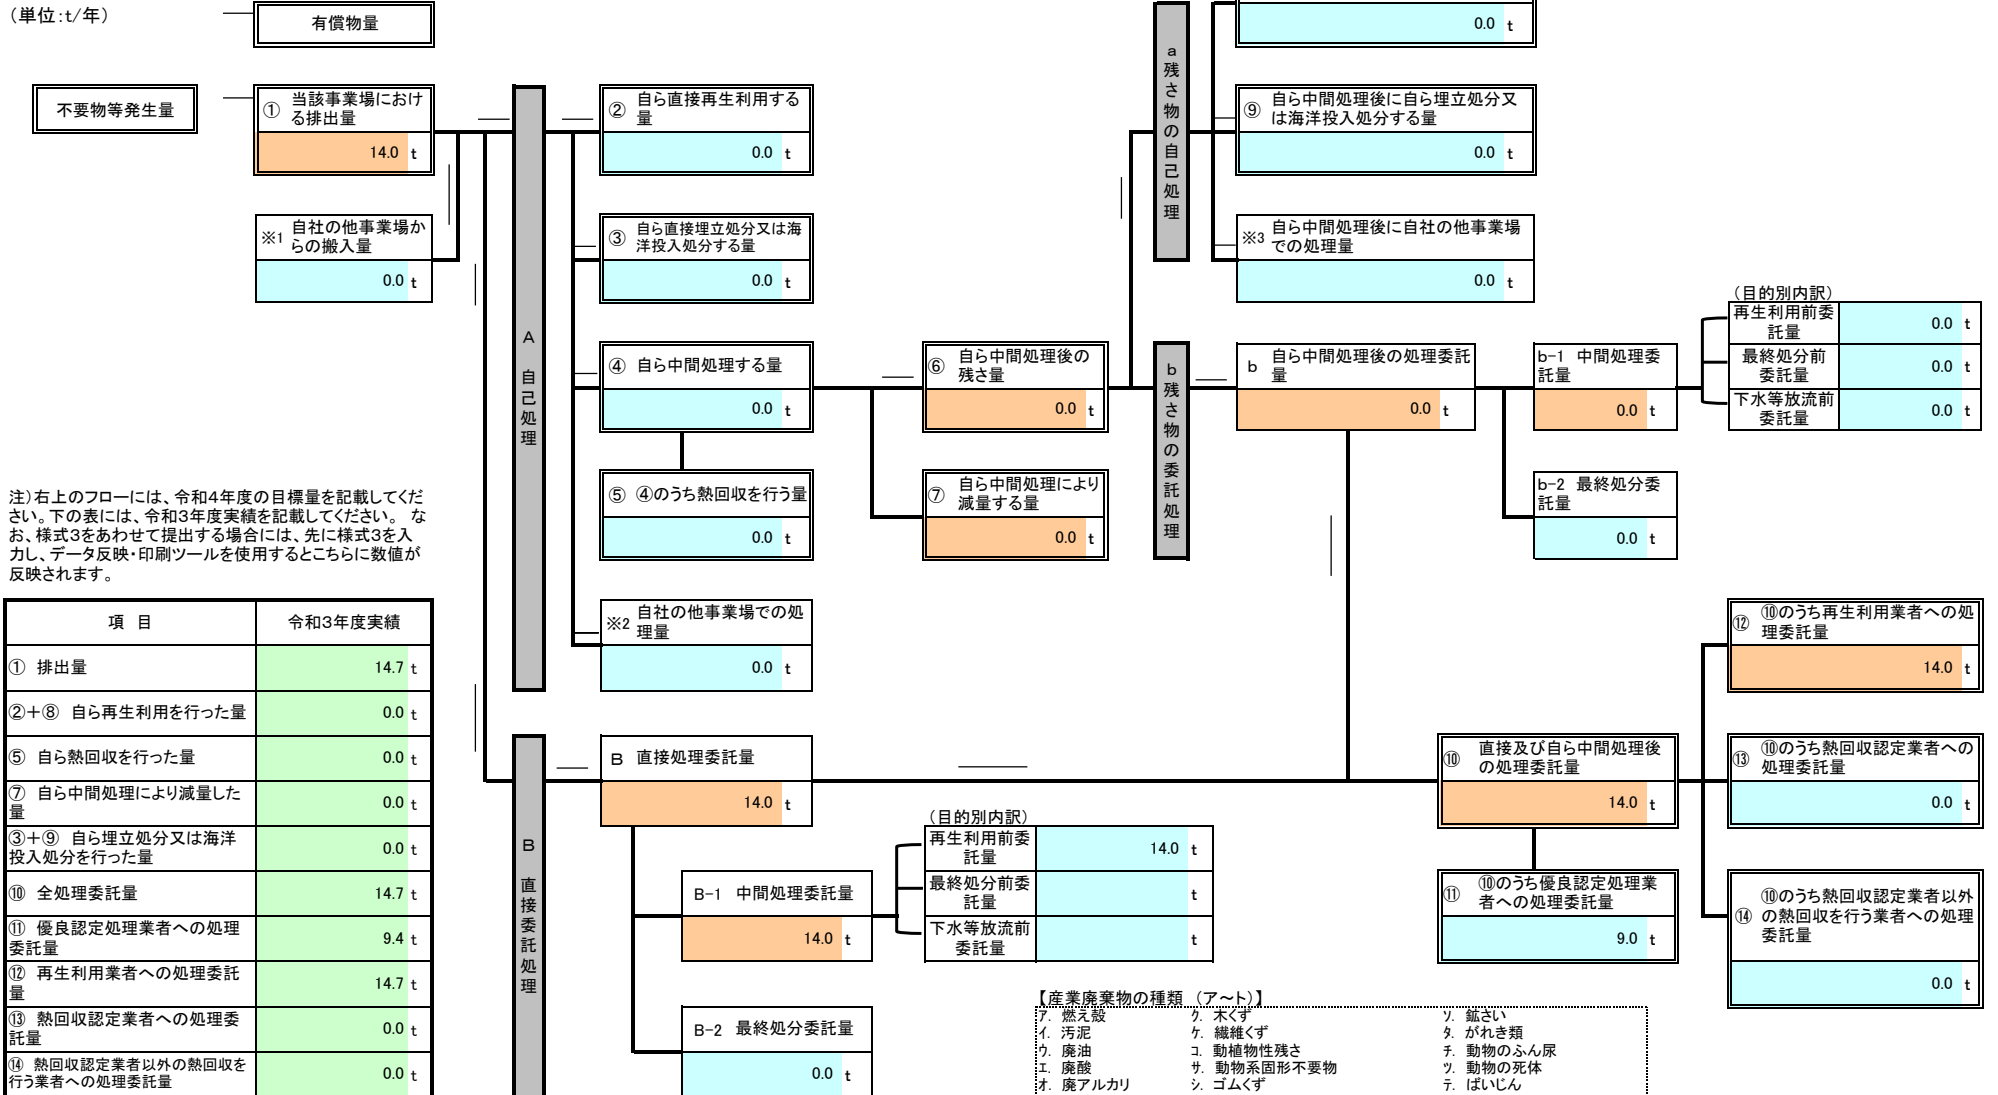 (単位:t/年)
有償物量
0.0 t
不要物等発生量
① 当該事業場におけ
る排出量
14.0 t
② 自ら直接再生利用する
量
0.0 t
⑨ 自ら中間処理後に自ら埋立処分又
は海洋投入処分する量
0.0 t
a 残さ物の自己処理
※1 自社の他事業場か
らの搬入量
0.0 t
③ 自ら直接埋立処分又は海
洋投入処分する量
0.0 t
※3 自ら中間処理後に自社の他事業場
での処理量
0.0 t
A 自己処理
④ 自ら中間処理する量
0.0 t
⑥ 自ら中間処理後の
残さ量
0.0 t
b 残さ物の委託処理
b 自ら中間処理後の処理委託
量
0.0 t
b-1 中間処理委
託量
0.0 t
(目的別内訳)
再生利用前委
託量
0.0 t
最終処分前
委託量
0.0 t
下水等放流前
委託量
0.0 t
⑤ ④のうち熱回収を行う量
0.0 t
⑦ 自ら中間処理により
減量する量
0.0 t
b-2 最終処分委
託量
0.0 t
注)右上のフローには、令和4年度の目標量を記載してくだ
さい。下の表には、令和3年度実績を記載してください。 な
お、様式3をあわせて提出する場合には、先に様式3を入
力し、データ反映・印刷ツールを使用するとこちらに数値が
反映されます。
※2 自社の他事業場での処
理量
0.0 t
項 目 令和3年度実績
① 排出量 14.7 t
②+⑧ 自ら再生利用を行った量 0.0 t
⑤ 自ら熱回収を行った量 0.0 t
⑦ 自ら中間処理により減量した
量 0.0 t
③+⑨ 自ら埋立処分又は海洋
投入処分を行った量 0.0 t
⑩ 全処理委託量 14.7 t
⑪ 優良認定処理業者への処理
委託量 9.4 t
⑫ 再生利用業者への処理委託
量 14.7 t
⑬ 熱回収認定業者への処理委
託量 0.0 t
⑭ 熱回収認定業者以外の熱回収を
行う業者への処理委託量 0.0 t
B 直接委託処理
B 直接処理委託量
14.0 t
(目的別内訳)
再生利用前委
託量
14.0 t
最終処分前委
託量
t
下水等放流前
委託量
t
B-1 中間処理委託量
14.0 t
B-2 最終処分委託量
0.0 t
⑩ 直接及び自ら中間処理後
の処理委託量
14.0 t
⑪ ⑩のうち優良認定処理業
者への処理委託量
9.0 t
⑫ ⑩のうち再生利用業者への処
理委託量
14.0 t
⑬ ⑩のうち熱回収認定業者への
処理委託量
0.0 t
⑭ ⑩のうち熱回収認定業者以外
の熱回収を行う業者への処理
委託量
0.0 t
【産業廃棄物の種類 (ア~ト)】
ア. 燃え殻 ク. 木くず ソ. 鉱さい
イ. 汚泥 ケ. 繊維くず タ. がれき類
ウ. 廃油 コ. 動植物性残さ チ. 動物のふん尿
エ. 廃酸 サ. 動物系固形不要物 ツ. 動物の死体
オ. 廃アルカリ シ. ゴムくず テ. ばいじん